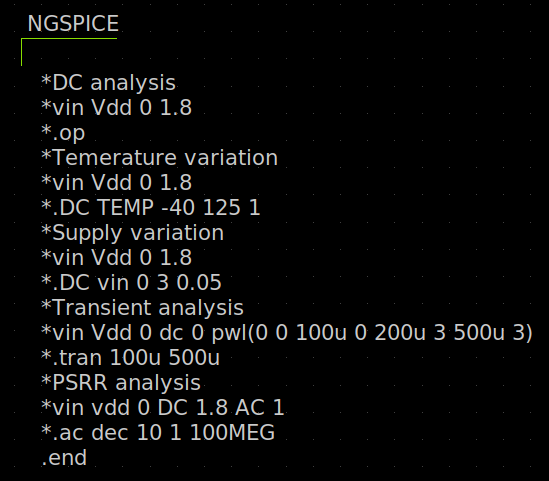 NGSPICE
*DC analysis
*vin Vdd 0 1.8
*.op
*Temerature variation
*vin Vdd 0 1.8
*.DC TEMP -40 125 1
*Supply variation
*vin Vdd 0 1.8
*.DC vin 0 3 0.05
*Transient analysis
*vin Vdd 0 dc 0 pwl(0 0 100u 0 200u 3 500u 3)
*.tran 100u 500u
*PSRR analysis
*vin vdd 0 DC 1.8 AC 1
*.ac dec 10 1 100MEG
.end